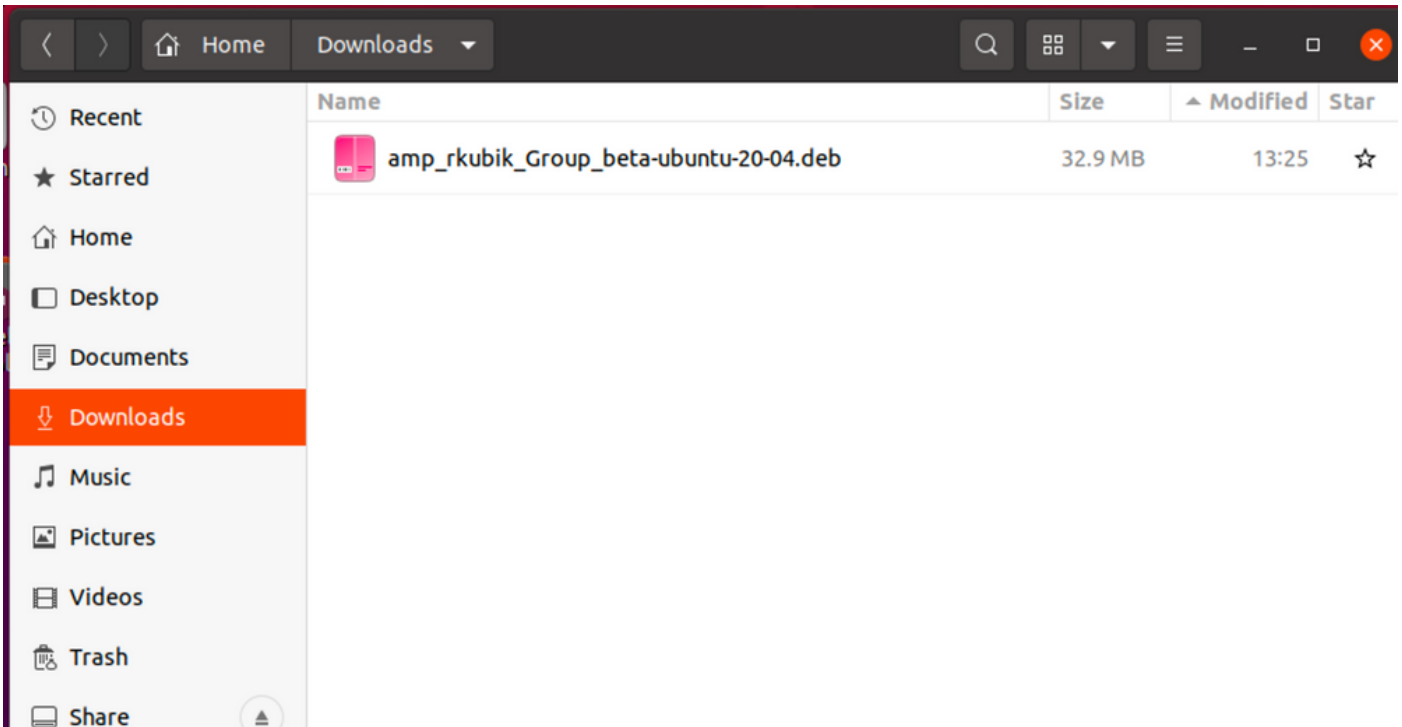 Home Downloads
Name Size Modified Star
amp_rkubik_Group_beta-ubuntu-20-04.deb 32.9 MB 13:25
Recent
Starred
Home
Desktop
Documents
Downloads
Music
Pictures
Videos
Trash
Share